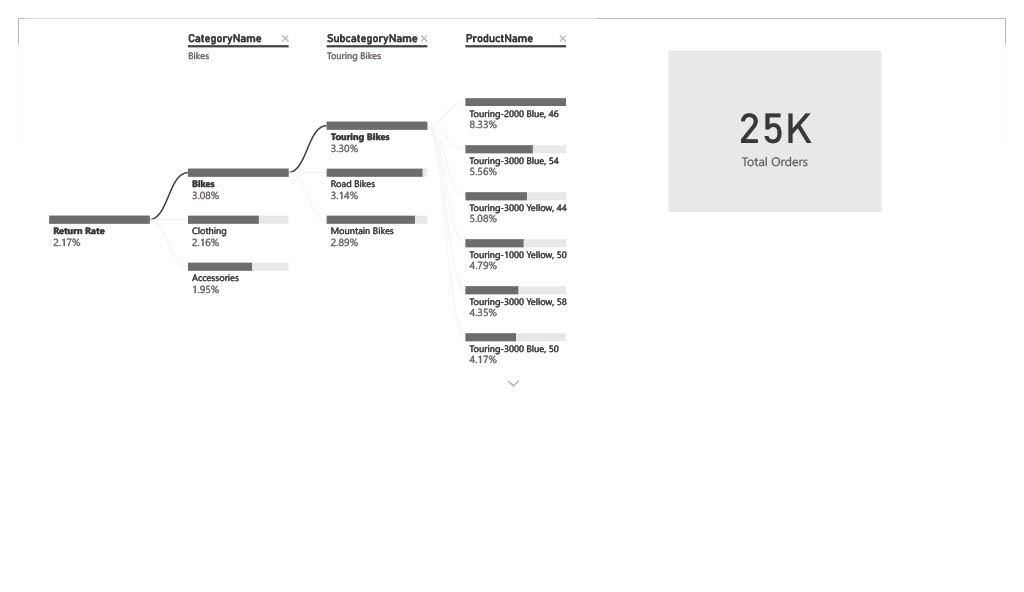 CategoryName
Bikes
SubcategoryName
Touring Bikes
ProductName
Return Rate
2.17%
Bikes
3.08%
Clothing
2.16%
Accessories
1.95%
Touring Bikes
3.30%
Road Bikes
3.14%
Mountain Bikes
2.89%
Touring-2000 Blue, 46
8.33%
Touring-3000 Blue, 54
5.56%
Touring-3000 Yellow, 44
5.08%
Touring-1000 Yellow, 50
4.79%
Touring-3000 Yellow, 58
4.35%
Touring-3000 Blue, 50
4.17%
25K
Total Orders